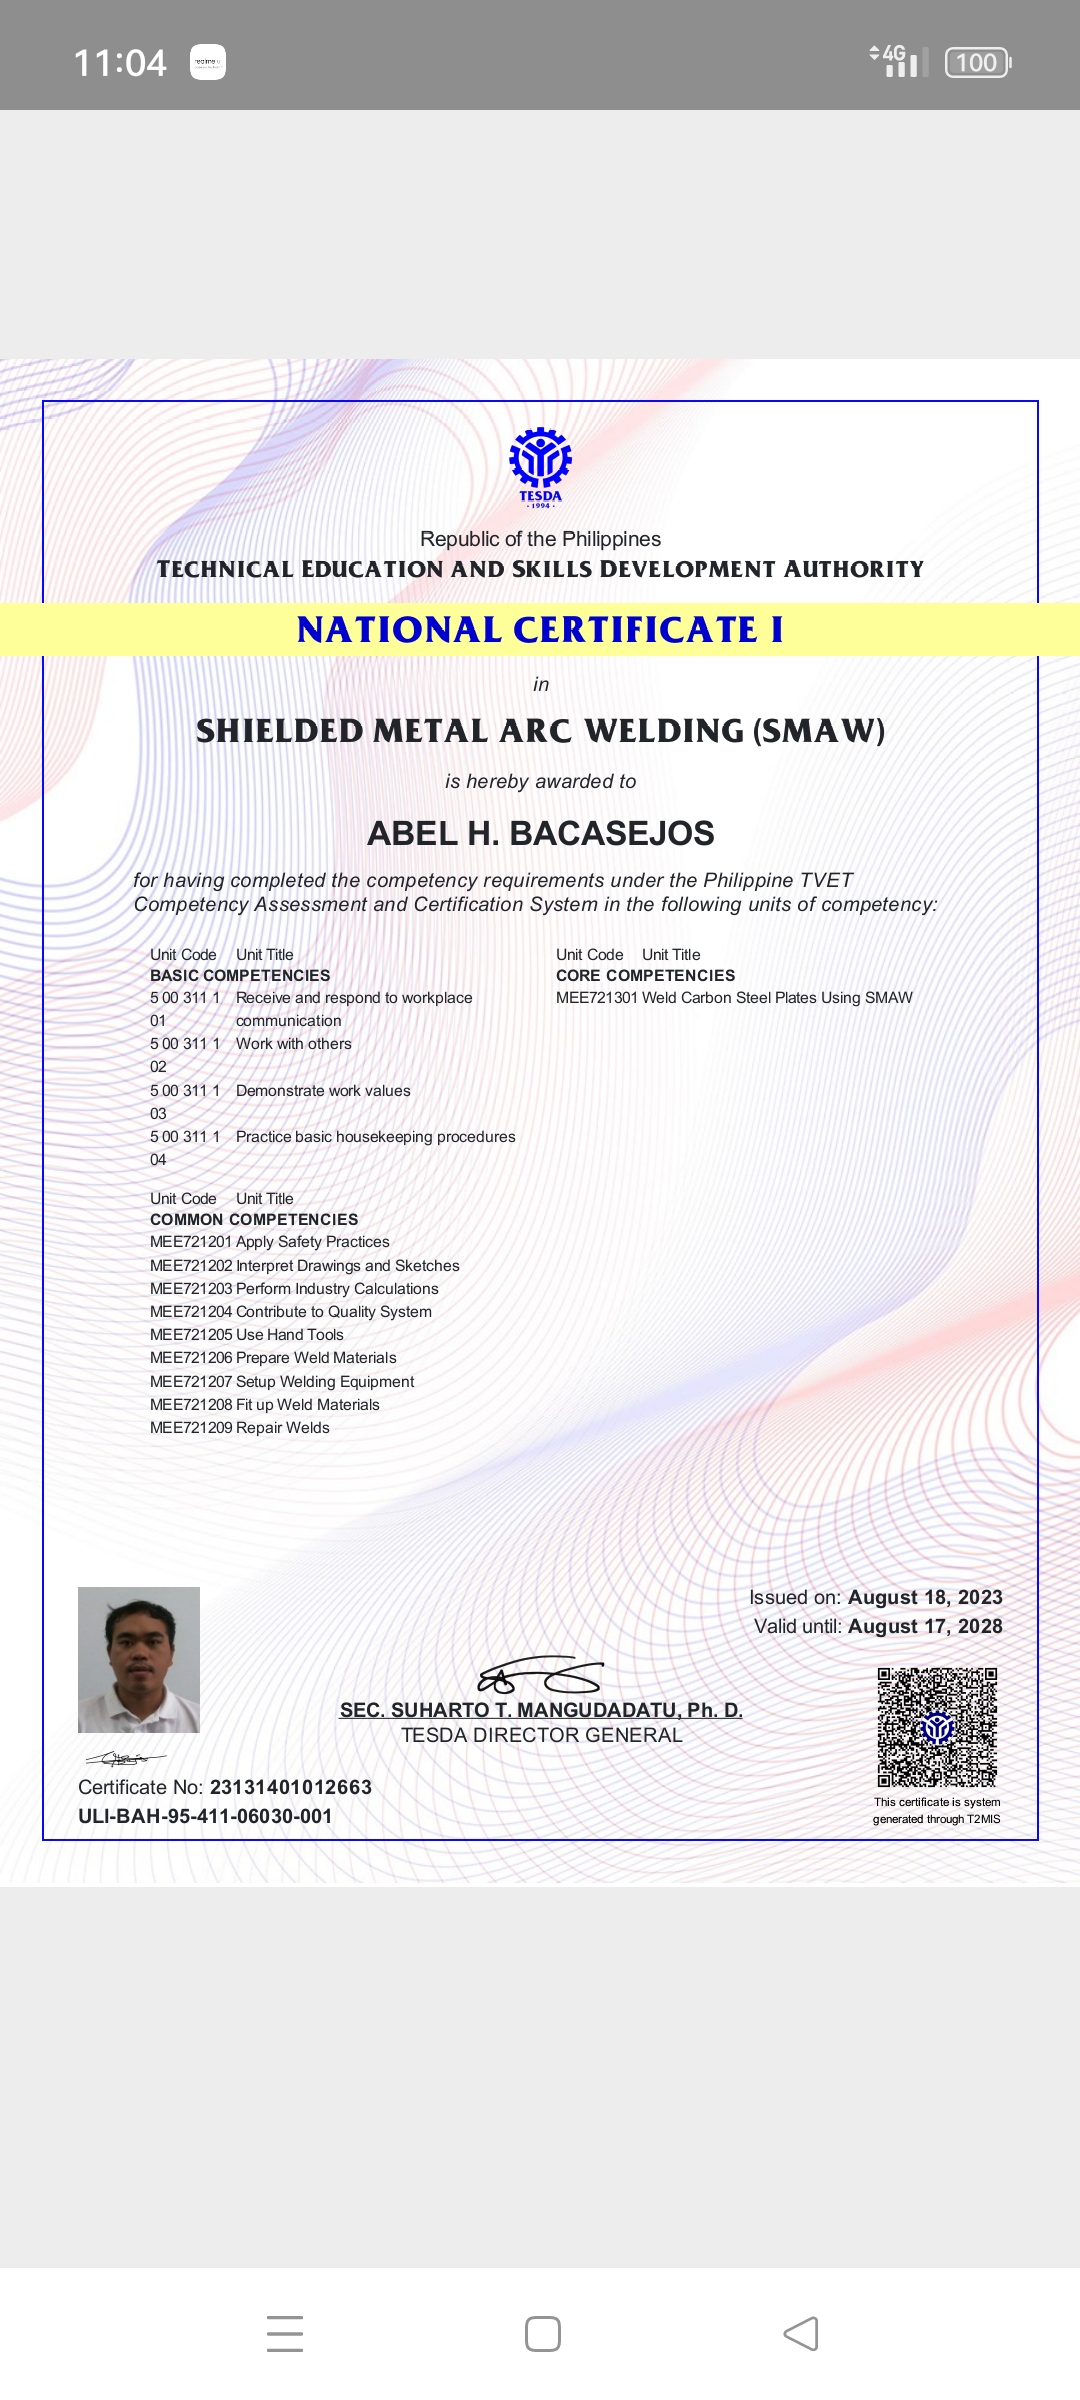 11:04
4G
100
TESDA
· 1994 ·
Republic of the Philippines
TECHNICAL EDUCATION AND SKILLS DEVELOPMENT AUTHORITY
NATIONAL CERTIFICATE I
in
SHIELDED METAL ARC WELDING (SMAW)
is hereby awarded to
ABEL H. BACASEJOS
for having completed the competency requirements under the Philippine TVET
Competency Assessment and Certification System in the following units of competency:
Unit Code Unit Title
BASIC COMPETENCIES
5 00 311 1 Receive and respond to workplace
01 communication
5 00 311 1 Work with others
02
5 00 311 1 Demonstrate work values
03
5 00 311 1 Practice basic housekeeping procedures
04
Unit Code Unit Title
COMMON COMPETENCIES
MEE721201 Apply Safety Practices
MEE721202 Interpret Drawings and Sketches
MEE721203 Perform Industry Calculations
MEE721204 Contribute to Quality System
MEE721205 Use Hand Tools
MEE721206 Prepare Weld Materials
MEE721207 Setup Welding Equipment
MEE721208 Fit up Weld Materials
MEE721209 Repair Welds
Unit Code Unit Title
CORE COMPETENCIES
MEE721301 Weld Carbon Steel Plates Using SMAW
Issued on: August 18, 2023
Valid until: August 17, 2028
SEC. SUHARTO T. MANGUDADATU, Ph. D.
TESDA DIRECTOR GENERAL
Certificate No: 23131401012663
ULI-BAH-95-411-06030-001
This certificate is system
generated through T2MIS